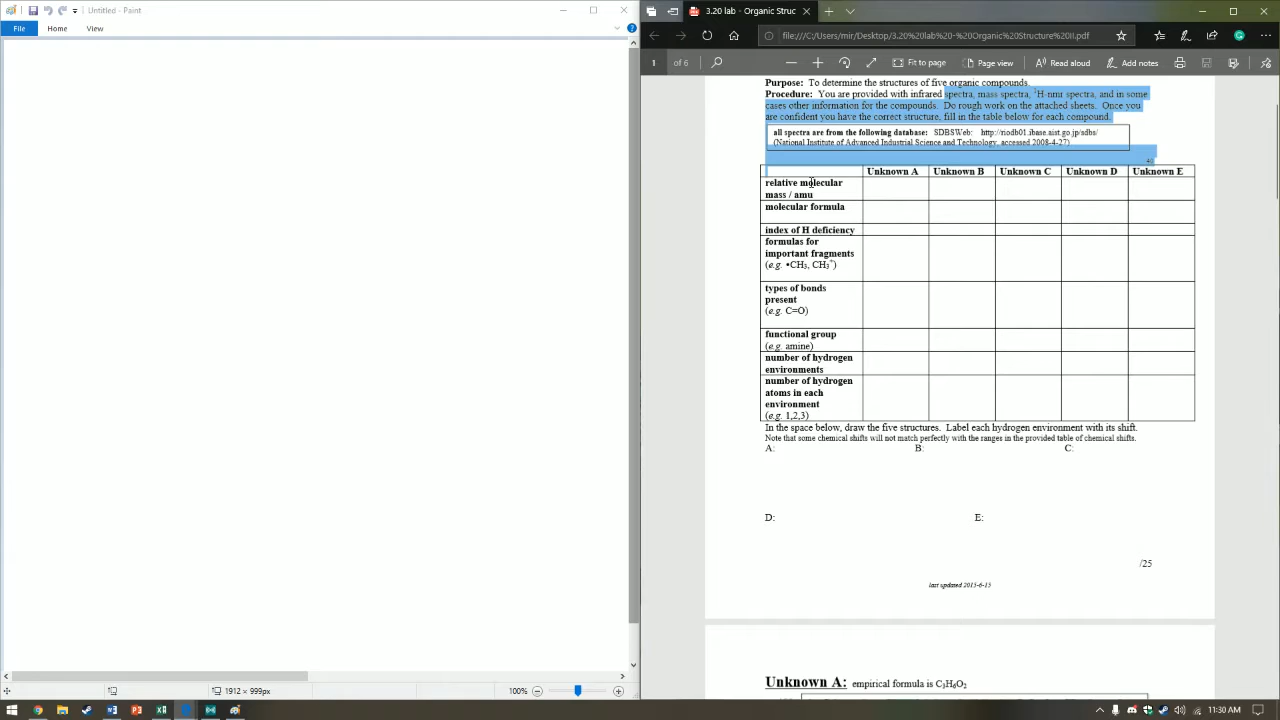 Untitled - Paint
File
Home
View
100%
1912 × 999px
3.20 lab - Organic Struc
file:///C:/Users/mir/Desktop/3.20%20lab%20-%20Organic%20Structure%20II.pdf
1 of 6
Fit to page
Page view
Read aloud
Add notes
Purpose: To determine the structures of five organic compounds.
Procedure: You are provided with infrared spectra, mass spectra, ¹H-nmr spectra, and in some
cases other information for the compounds. Do rough work on the attached sheets. Once you
are confident you have the correct structure, fill in the table below for each compound.
all spectra are from the following database: SDBSWeb: http://riodb01.ibase.aist.go.jp/sdbs/
(National Institute of Advanced Industrial Science and Technology, accessed 2008-4-27)
Unknown A Unknown B Unknown C Unknown D Unknown E
relative molecular
mass / amu
molecular formula
index of H deficiency
formulas for
important fragments
(e.g. •CH₃, CH₃⁺)
types of bonds
present
(e.g. C=O)
functional group
(e.g. amine)
number of hydrogen
environments
number of hydrogen
atoms in each
environment
(e.g. 1,2,3)
In the space below, draw the five structures. Label each hydrogen environment with its shift.
Note that some chemical shifts will not match perfectly with the ranges in the provided table of chemical shifts.
A: B: C:
D: E:
/25
last updated 2015-6-15
Unknown A: empirical formula is C₃H₆O₂
11:30 AM